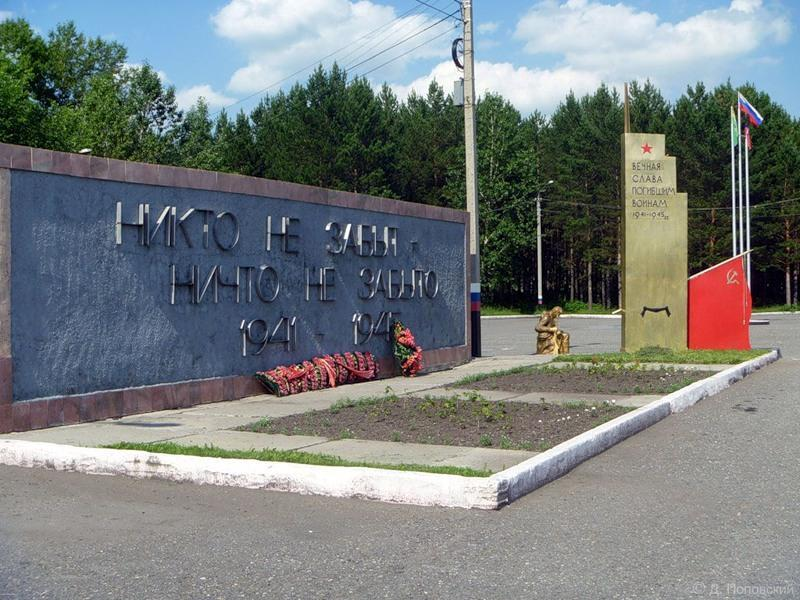 НИКТО НЕ ЗАБЫТ -
НИЧТО НЕ ЗАБЫТО
1941 - 1945
ВЕЧНАЯ
СЛАВА
ПОГИБШИМ
ВОИНАМ
1941-1945гг
© Д. Поповский